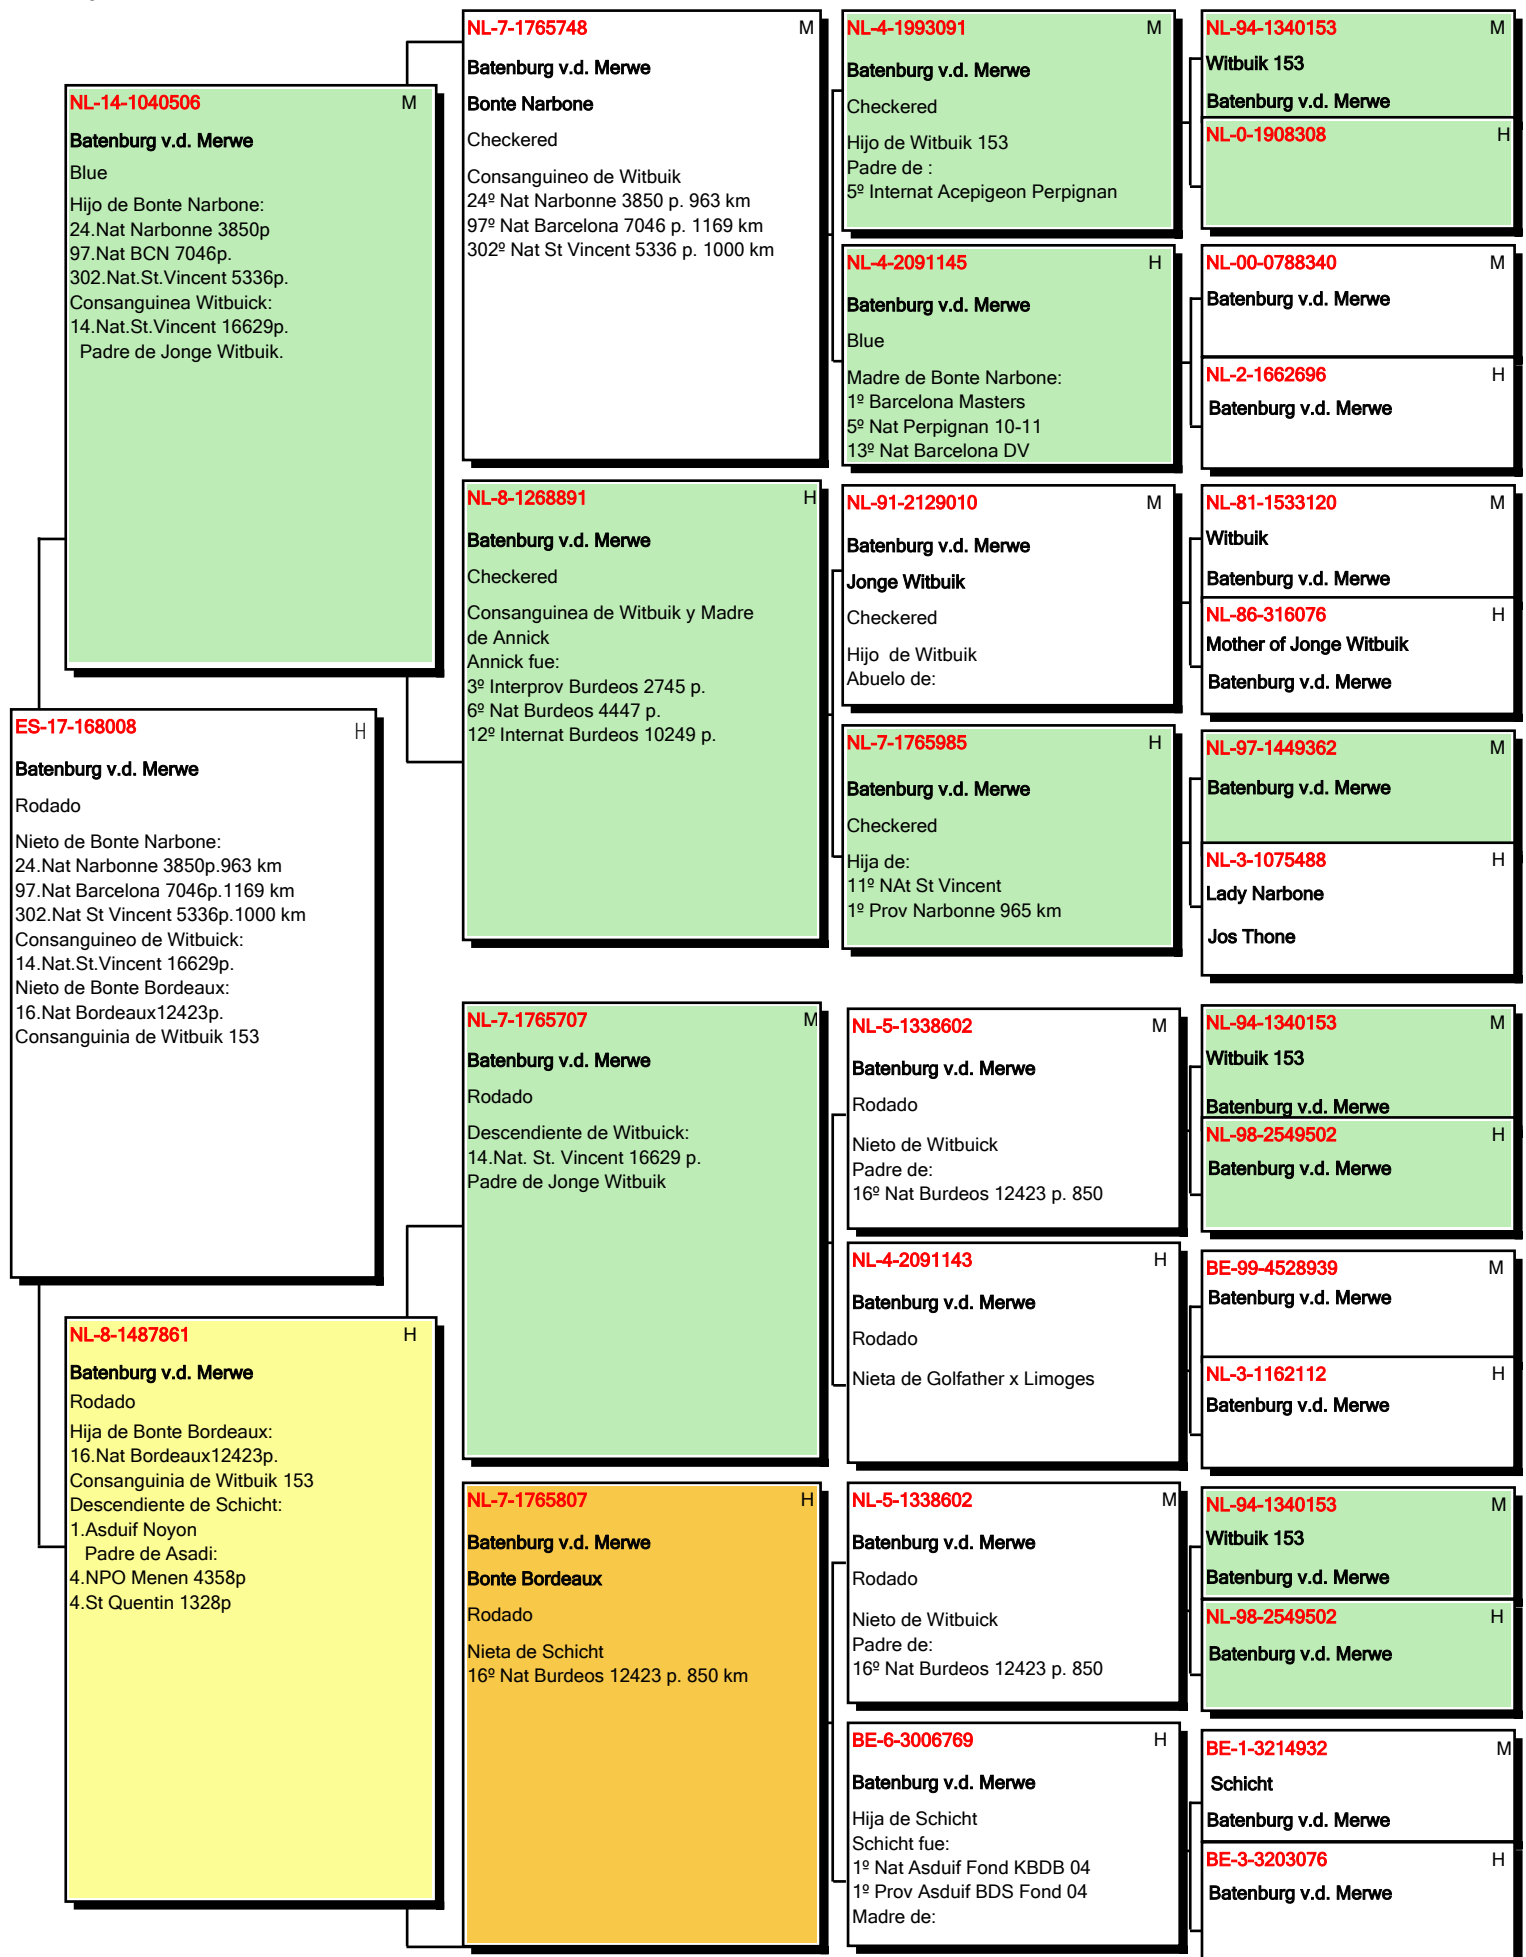 ES-17-168008 H
Batenburg v.d. Merwe
Rodado
Nieto de Bonte Narbone:
24.Nat Narbonne 3850p.963 km
97.Nat Barcelona 7046p.1169 km
302.Nat St Vincent 5336p.1000 km
Consanguineo de Witbuick:
14.Nat.St.Vincent 16629p.
Nieto de Bonte Bordeaux:
16.Nat Bordeaux12423p.
Consanguinia de Witbuik 153
NL-14-1040506 M
Batenburg v.d. Merwe
Blue
Hijo de Bonte Narbone:
24.Nat Narbonne 3850p
97.Nat BCN 7046p.
302.Nat.St.Vincent 5336p.
Consanguinea Witbuick:
14.Nat.St.Vincent 16629p.
Padre de Jonge Witbuik.
NL-8-1487861 H
Batenburg v.d. Merwe
Rodado
Hija de Bonte Bordeaux:
16.Nat Bordeaux12423p.
Consanguinia de Witbuik 153
Descendiente de Schicht:
1.Asduif Noyon
Padre de Asadi:
4.NPO Menen 4358p
4.St Quentin 1328p
NL-7-1765748 M
Batenburg v.d. Merwe
Bonte Narbone
Checkered
Consanguineo de Witbuik
24º Nat Narbonne 3850 p. 963 km
97º Nat Barcelona 7046 p. 1169 km
302º Nat St Vincent 5336 p. 1000 km
NL-8-1268891 H
Batenburg v.d. Merwe
Checkered
Consanguinea de Witbuik y Madre
de Annick
Annick fue:
3º Interprov Burdeos 2745 p.
6º Nat Burdeos 4447 p.
12º Internat Burdeos 10249 p.
NL-7-1765707 M
Batenburg v.d. Merwe
Rodado
Descendiente de Witbuick:
14.Nat. St. Vincent 16629 p.
Padre de Jonge Witbuik
NL-7-1765807 H
Batenburg v.d. Merwe
Bonte Bordeaux
Rodado
Nieta de Schicht
16º Nat Burdeos 12423 p. 850 km
NL-4-1993091 M
Batenburg v.d. Merwe
Checkered
Hijo de Witbuik 153
Padre de :
5º Internat Acepigeon Perpignan
NL-4-2091145 H
Batenburg v.d. Merwe
Blue
Madre de Bonte Narbone:
1º Barcelona Masters
5º Nat Perpignan 10-11
13º Nat Barcelona DV
NL-91-2129010 M
Batenburg v.d. Merwe
Jonge Witbuik
Checkered
Hijo de Witbuik
Abuelo de:
NL-7-1765985 H
Batenburg v.d. Merwe
Checkered
Hija de:
11º NAt St Vincent
1º Prov Narbonne 965 km
NL-5-1338602 M
Batenburg v.d. Merwe
Rodado
Nieto de Witbuick
Padre de:
16º Nat Burdeos 12423 p. 850
NL-4-2091143 H
Batenburg v.d. Merwe
Rodado
Nieta de Golfather x Limoges
NL-5-1338602 M
Batenburg v.d. Merwe
Rodado
Nieto de Witbuick
Padre de:
16º Nat Burdeos 12423 p. 850
BE-6-3006769 H
Batenburg v.d. Merwe
Hija de Schicht
Schicht fue:
1º Nat Asduif Fond KBDB 04
1º Prov Asduif BDS Fond 04
Madre de:
NL-94-1340153 M
Witbuik 153
Batenburg v.d. Merwe
NL-0-1908308 H
NL-00-0788340 M
Batenburg v.d. Merwe
NL-2-1662696 H
Batenburg v.d. Merwe
NL-81-1533120 M
Witbuik
Batenburg v.d. Merwe
NL-86-316076 H
Mother of Jonge Witbuik
Batenburg v.d. Merwe
NL-97-1449362 M
Batenburg v.d. Merwe
NL-3-1075488 H
Lady Narbone
Jos Thone
NL-94-1340153 M
Witbuik 153
Batenburg v.d. Merwe
NL-98-2549502 H
Batenburg v.d. Merwe
BE-99-4528939 M
Batenburg v.d. Merwe
NL-3-1162112 H
Batenburg v.d. Merwe
NL-94-1340153 M
Witbuik 153
Batenburg v.d. Merwe
NL-98-2549502 H
Batenburg v.d. Merwe
BE-1-3214932 M
Schicht
Batenburg v.d. Merwe
BE-3-3203076 H
Batenburg v.d. Merwe